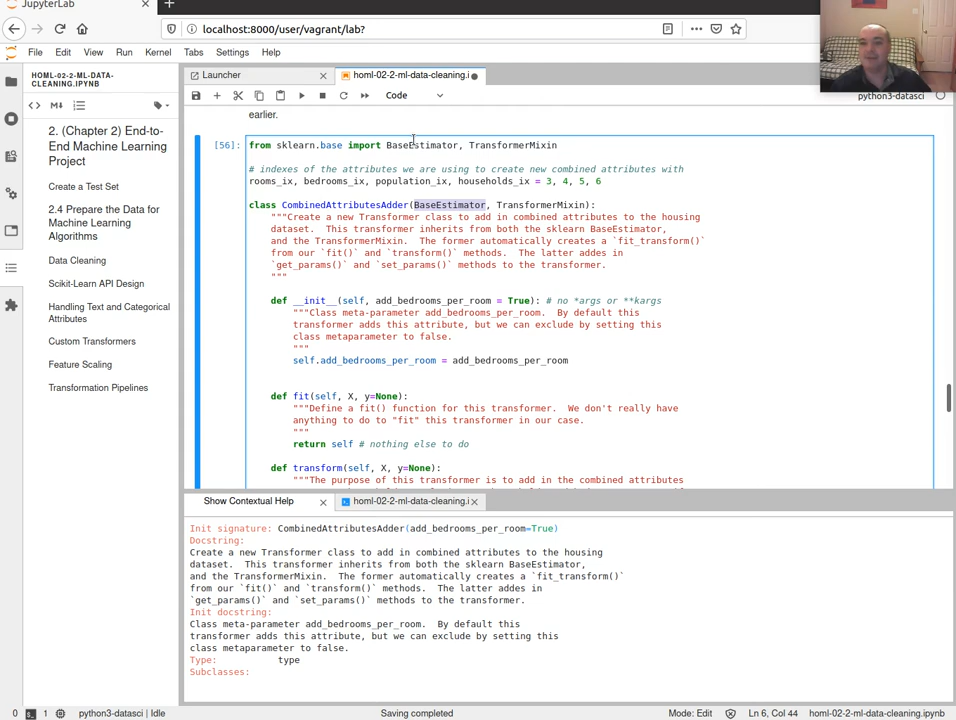 JupyterLab
localhost:8000/user/vagrant/lab?
File Edit View Run Kernel Tabs Settings Help
HOML-02-2-ML-DATA-
CLEANING.IPYNB
2. (Chapter 2) End-to-
End Machine Learning
Project
Create a Test Set
2.4 Prepare the Data for
Machine Learning
Algorithms
Data Cleaning
Scikit-Learn API Design
Handling Text and Categorical
Attributes
Custom Transformers
Feature Scaling
Transformation Pipelines
Launcher
homl-02-2-ml-data-cleaning.i
Code
python3-datasci
earlier.
[56]: from sklearn.base import BaseEstimator, TransformerMixin
# indexes of the attributes we are using to create new combined attributes with
rooms_ix, bedrooms_ix, population_ix, households_ix = 3, 4, 5, 6
class CombinedAttributesAdder(BaseEstimator, TransformerMixin):
"""Create a new Transformer class to add in combined attributes to the housing
dataset.  This transformer inherits from both the sklearn BaseEstimator,
and the TransformerMixin.  The former automatically creates a `fit_transform()`
from our `fit()` and `transform()` methods.  The latter addes in
`get_params()` and `set_params()` methods to the transformer.
"""
def __init__(self, add_bedrooms_per_room = True): # no *args or **kargs
"""Class meta-parameter add_bedrooms_per_room.  By default this
transformer adds this attribute, but we can exclude by setting this
class metaparameter to false.
"""
self.add_bedrooms_per_room = add_bedrooms_per_room
def fit(self, X, y=None):
"""Define a fit() function for this transformer.  We don't really have
anything to do to "fit" this transformer in our case.
"""
return self # nothing else to do
def transform(self, X, y=None):
"""The purpose of this transformer is to add in the combined attributes
Show Contextual Help
homl-02-2-ml-data-cleaning.i
Init signature: CombinedAttributesAdder(add_bedrooms_per_room=True)
Docstring:
Create a new Transformer class to add in combined attributes to the housing
dataset.  This transformer inherits from both the sklearn BaseEstimator,
and the TransformerMixin.  The former automatically creates a `fit_transform()`
from our `fit()` and `transform()` methods.  The latter addes in
`get_params()` and `set_params()` methods to the transformer.
Init docstring:
Class meta-parameter add_bedrooms_per_room.  By default this
transformer adds this attribute, but we can exclude by setting this
class metaparameter to false.
Type: type
Subclasses:
0 1 python3-datasci | Idle Saving completed Mode: Edit Ln 6, Col 44 homl-02-2-ml-data-cleaning.ipynb